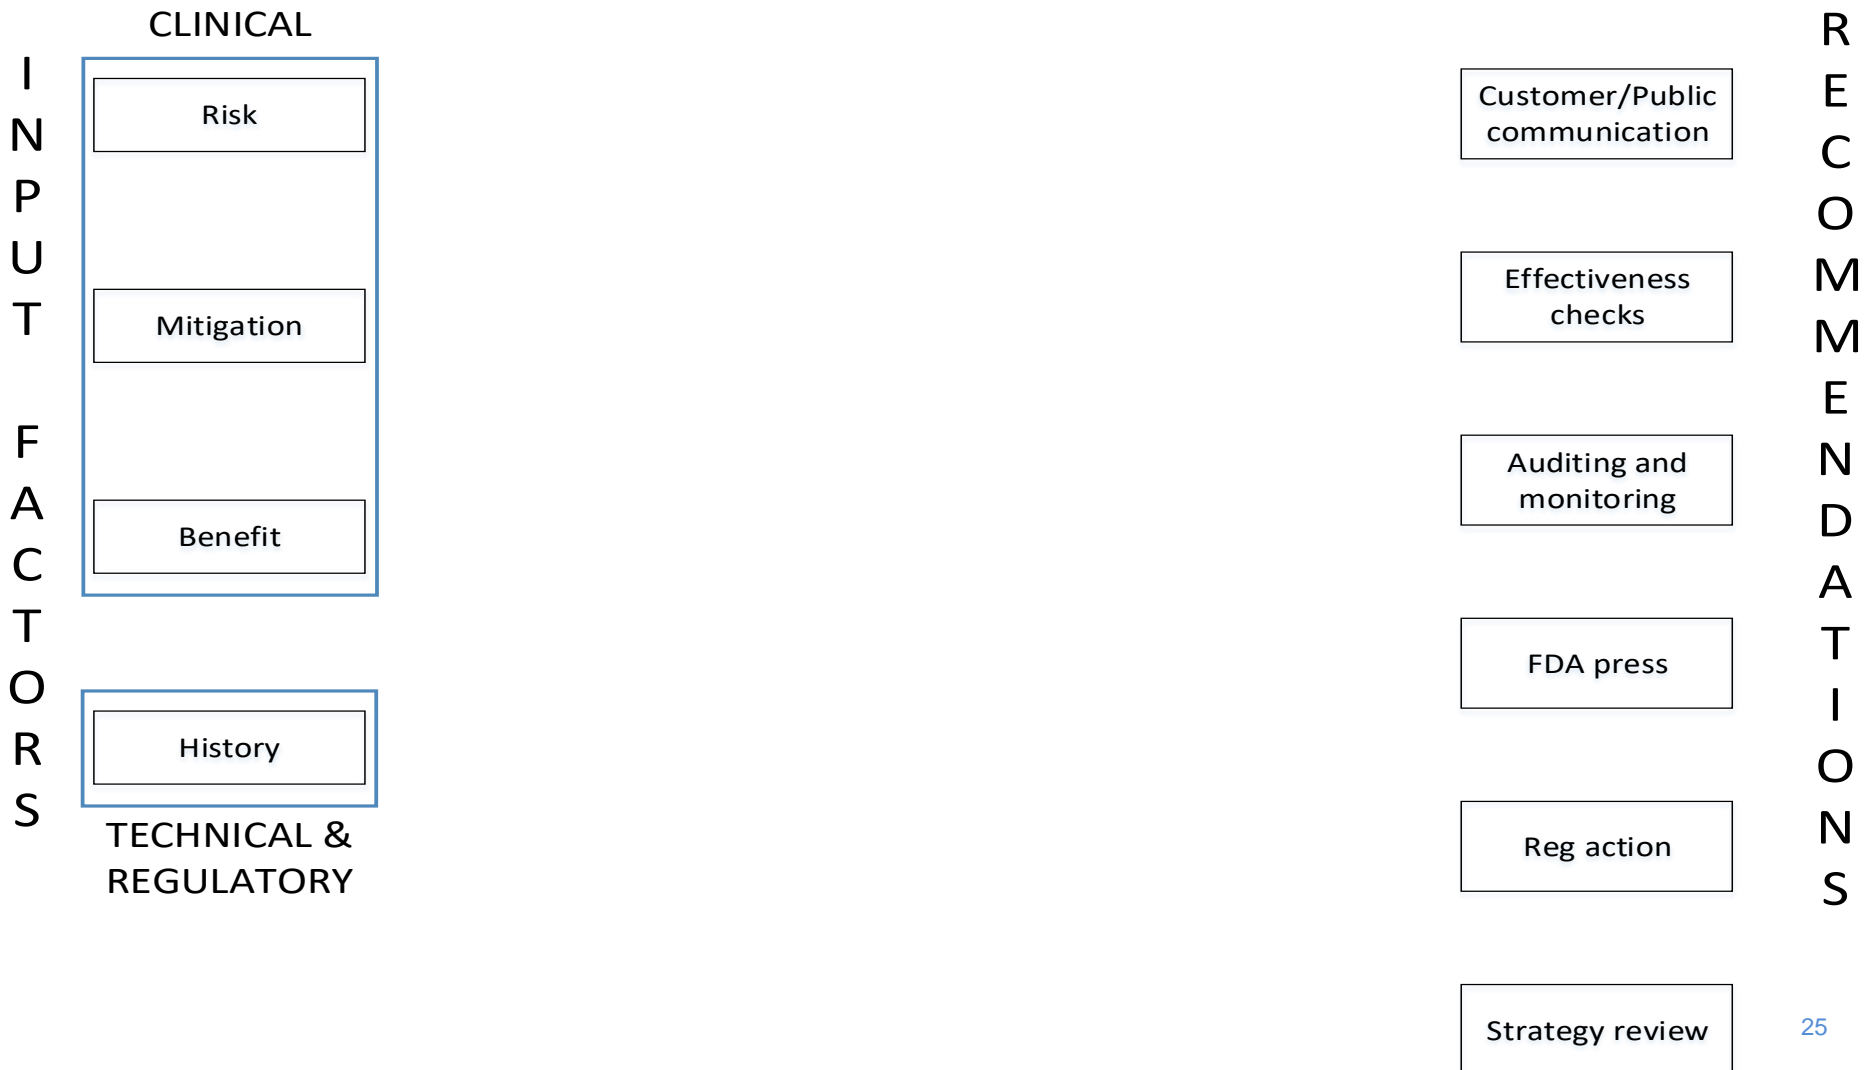 INPUT FACTORS
CLINICAL
Risk
Mitigation
Benefit
History
TECHNICAL &
REGULATORY
Customer/Public
communication
Effectiveness
checks
Auditing and
monitoring
FDA press
Reg action
Strategy review
RECOMMENDATIONS
25